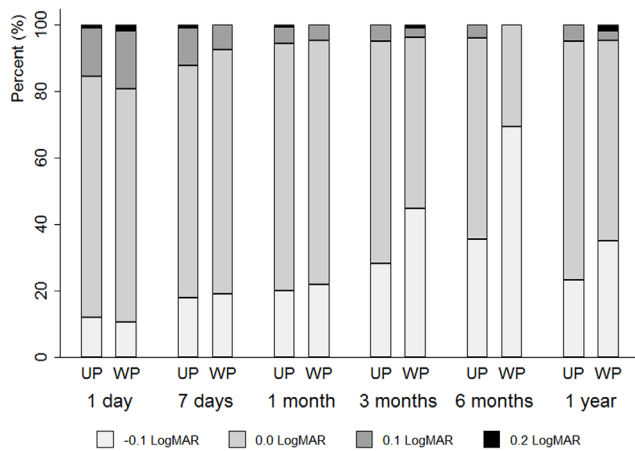 Percent (%)
100
80
60
40
20
0
UP WP UP WP UP WP UP WP UP WP UP WP
1 day 7 days 1 month 3 months 6 months 1 year
-0.1 LogMAR 0.0 LogMAR 0.1 LogMAR 0.2 LogMAR